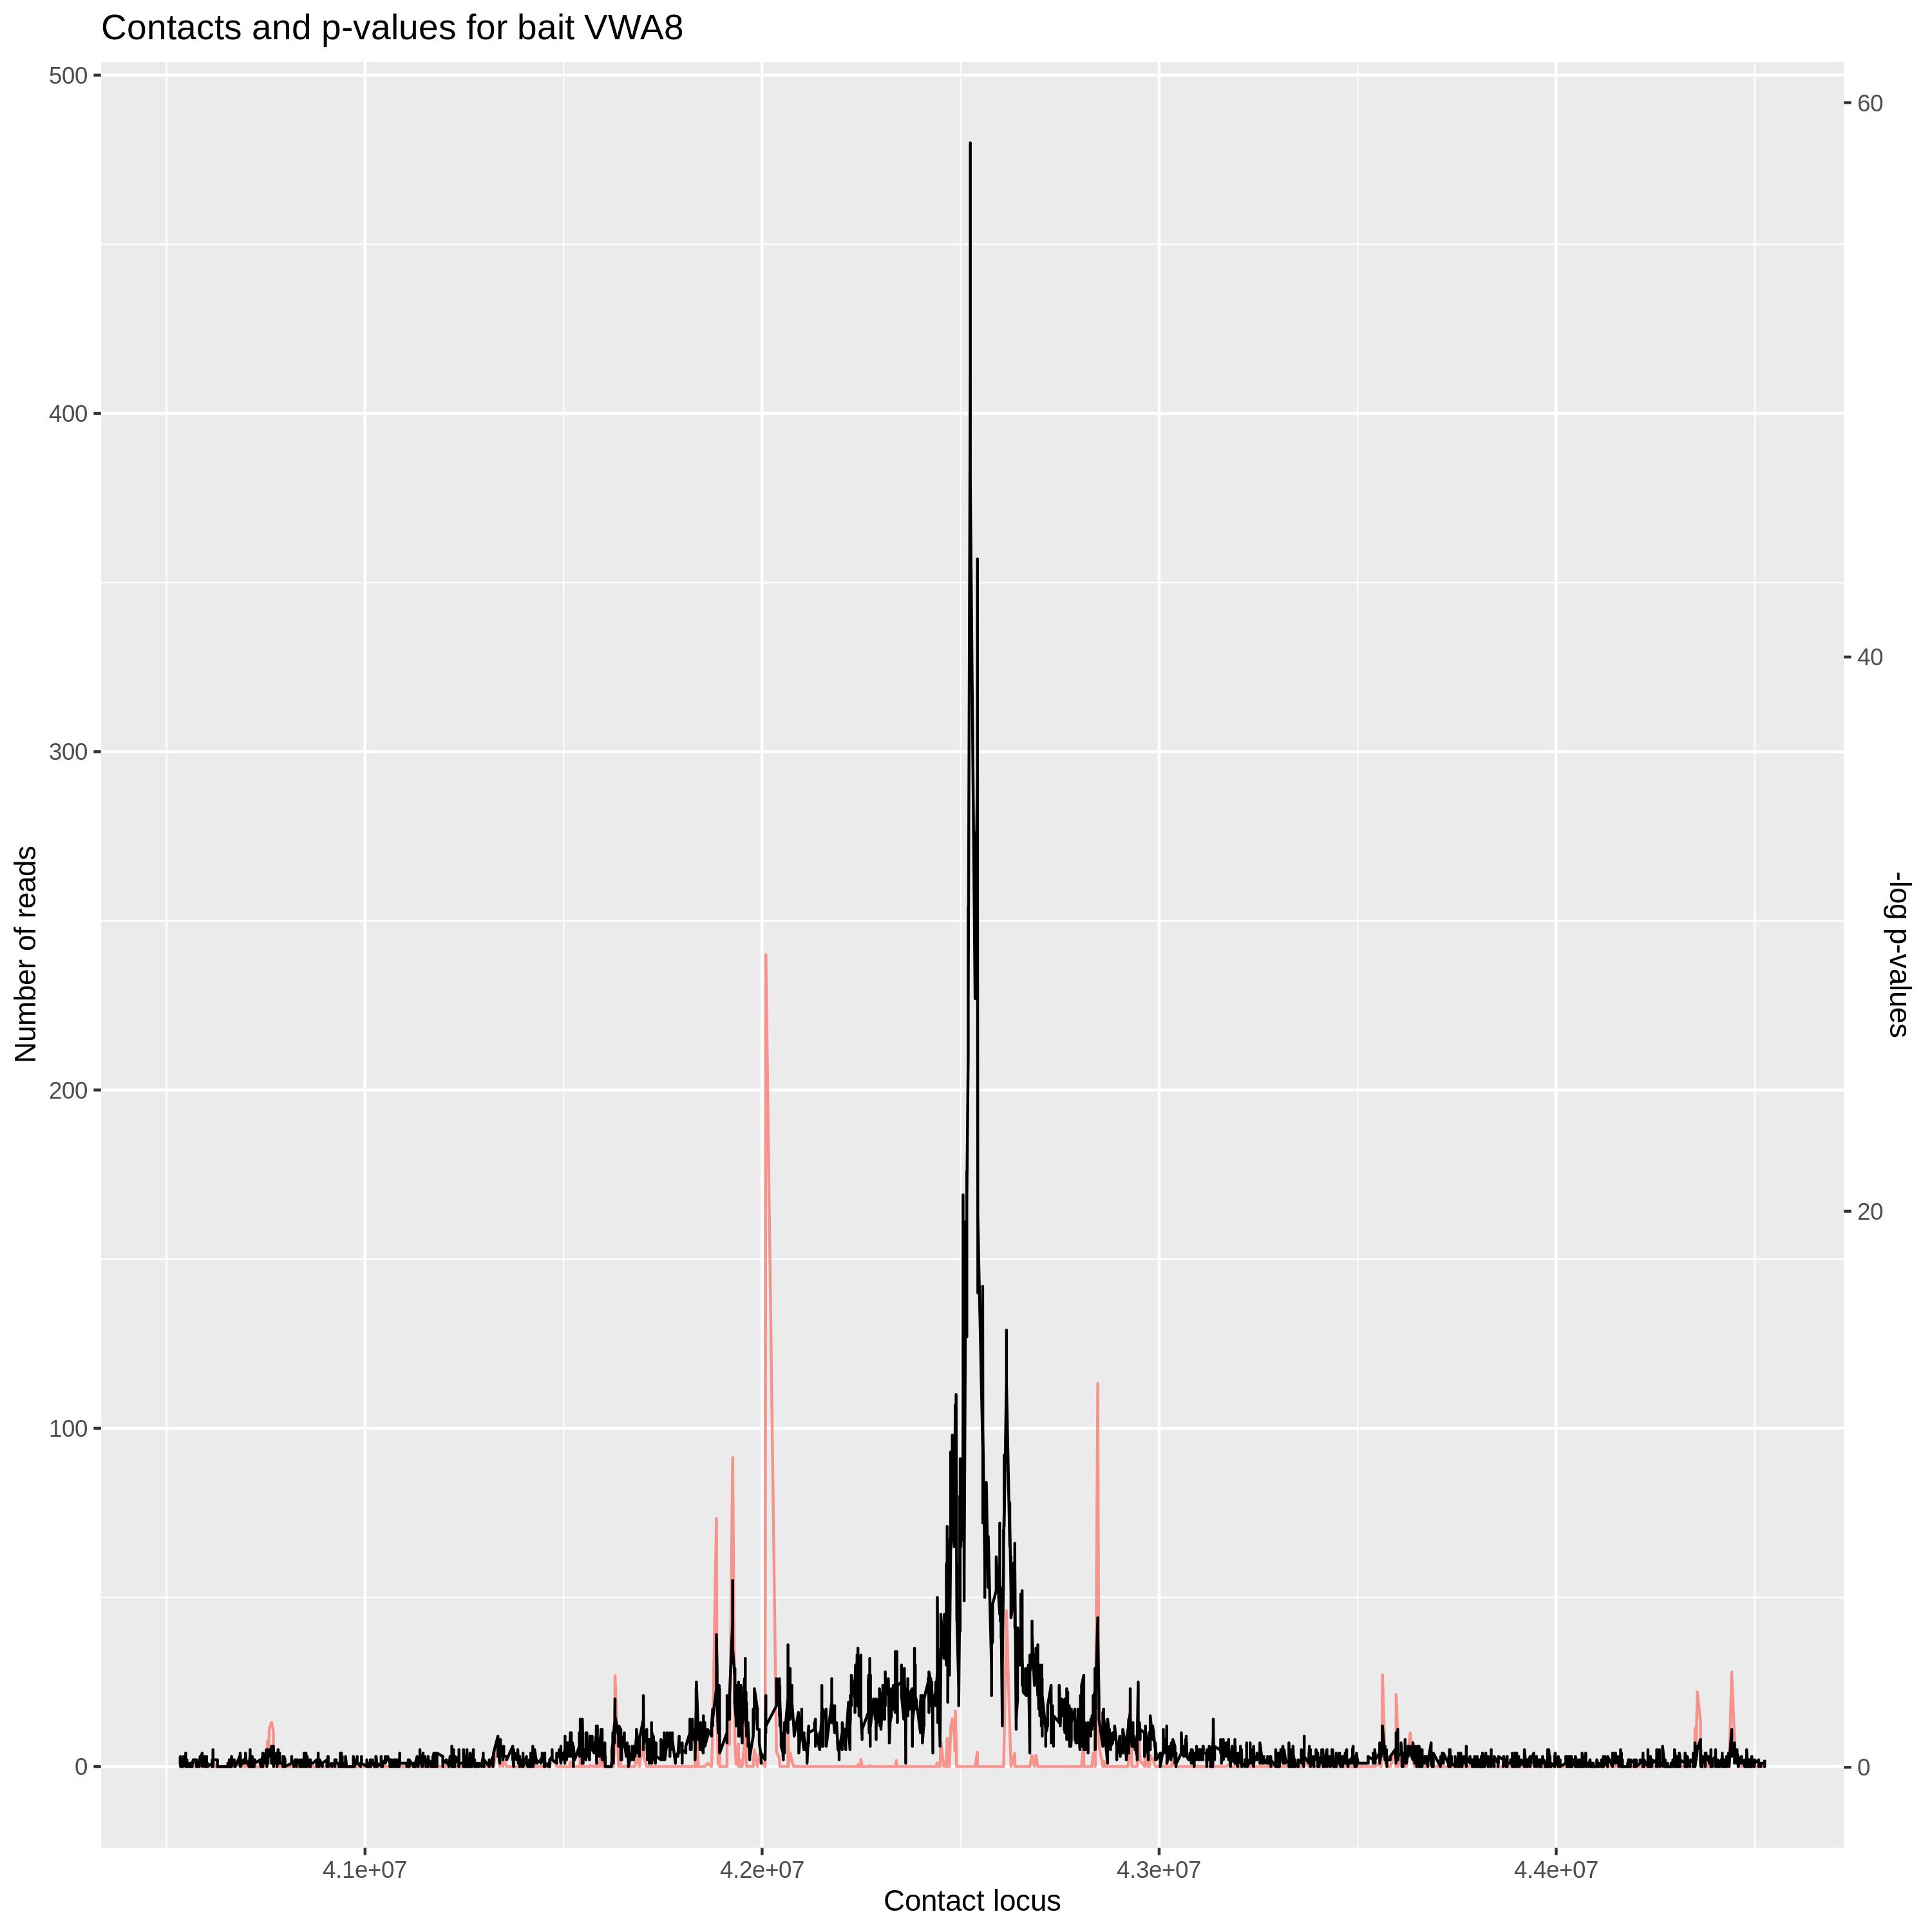 Contacts and p-values for bait VWA8
500
400
300
200
100
0
60
40
20
0
Number of reads
-log p-values
4.1e+07
4.2e+07
4.3e+07
4.4e+07
Contact locus